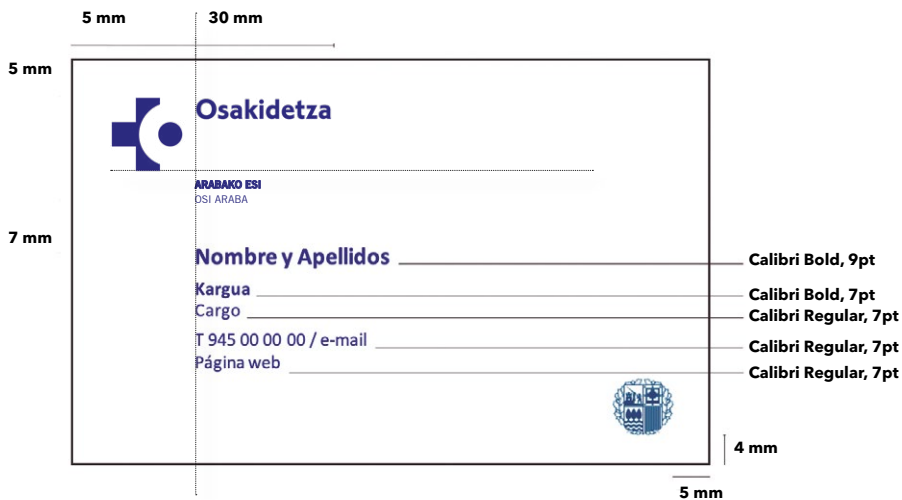 5 mm 30 mm
5 mm
Osakidetza
ARABAKO ESI
OSI ARABA
7 mm
Nombre y Apellidos Calibri Bold, 9pt
Kargua Calibri Bold, 7pt
Cargo Calibri Regular, 7pt
T 945 00 00 00 / e-mail Calibri Regular, 7pt
Página web Calibri Regular, 7pt
4 mm
5 mm